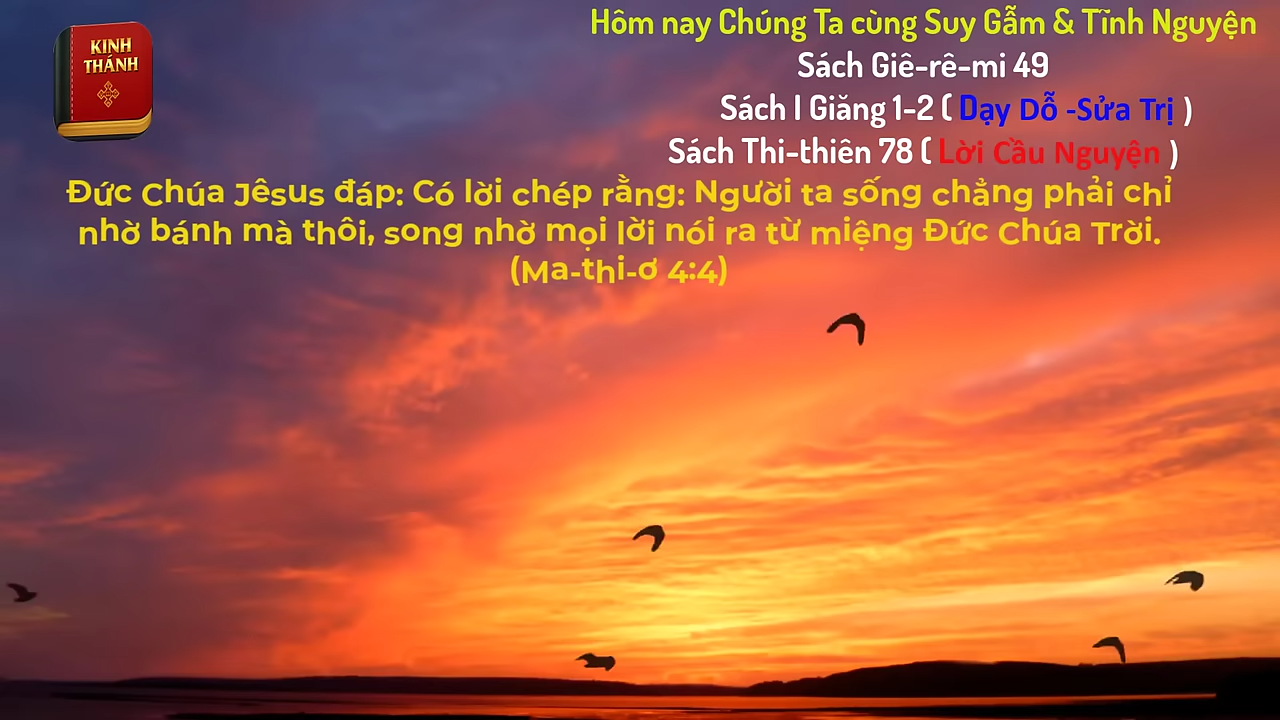 KINH
THÁNH
Hôm nay Chúng Ta cùng Suy Gẫm & Tĩnh Nguyện
Sách Giê-rê-mi 49
Sách I Giăng 1-2 ( Dạy Dỗ -Sửa Trị )
Sách Thi-thiên 78 ( Lời Cầu Nguyện )
Đức Chúa Jêsus đáp: Có lời chép rằng: Người ta sống chẳng phải chỉ
nhờ bánh mà thôi, song nhờ mọi lời nói ra từ miệng Đức Chúa Trời.
(Ma-thi-ơ 4:4)